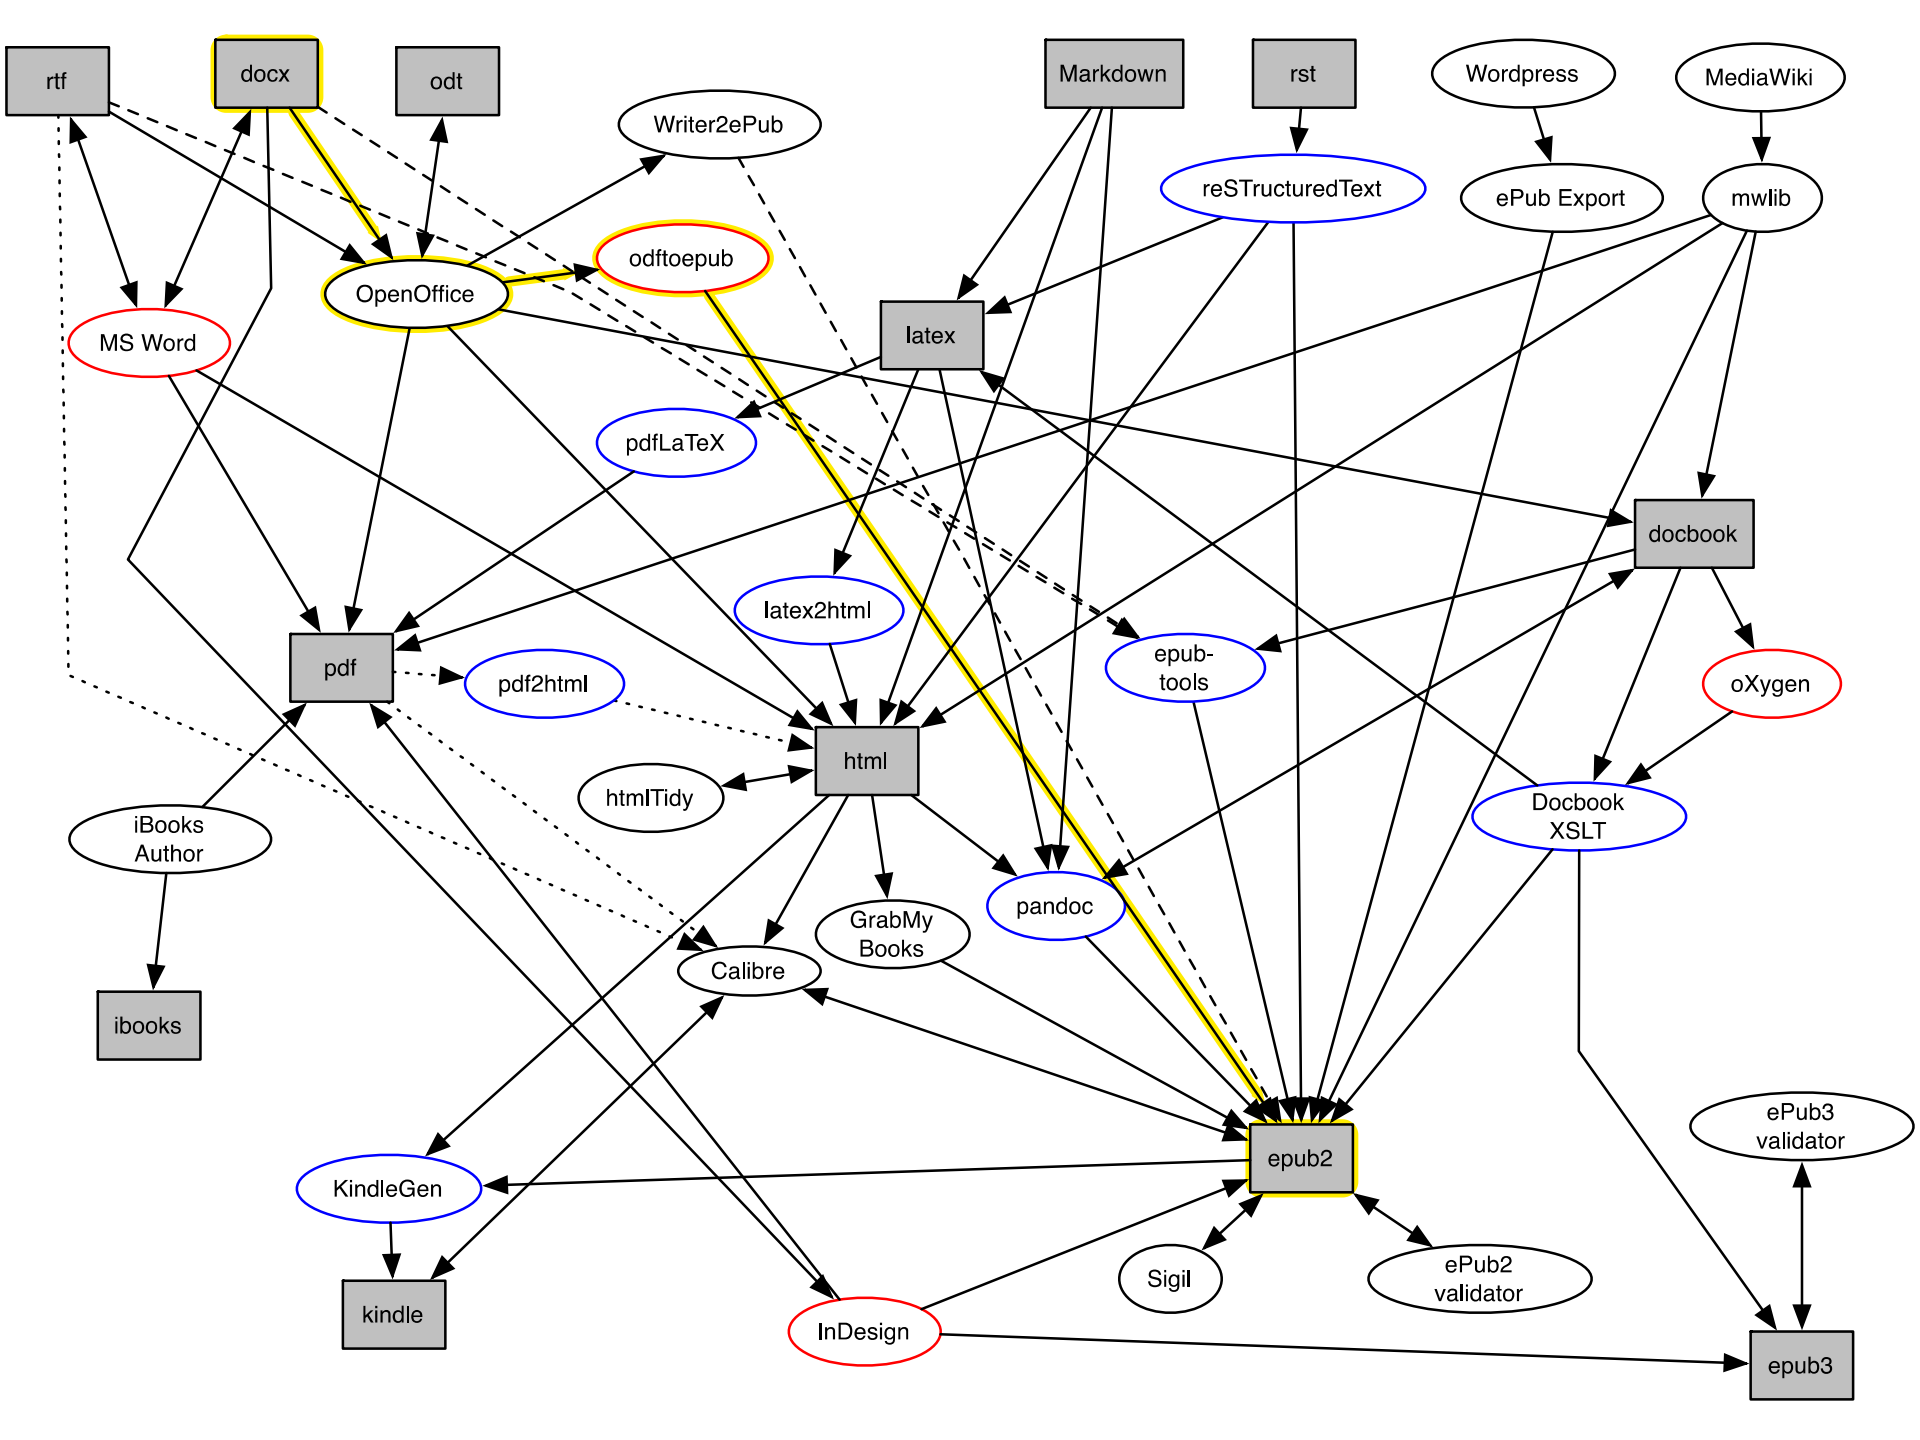 rtf
docx
odt
Markdown
rst
Wordpress
MediaWiki
Writer2ePub
reSTructuredText
ePub Export
mwlib
odftoepub
OpenOffice
MS Word
latex
pdfLaTeX
docbook
latex2html
epub-
tools
pdf
pdf2html
oXygen
html
htmlTidy
Docbook
XSLT
iBooks
Author
pandoc
GrabMy
Books
Calibre
ibooks
ePub3
validator
epub2
KindleGen
Sigil
ePub2
validator
kindle
InDesign
epub3